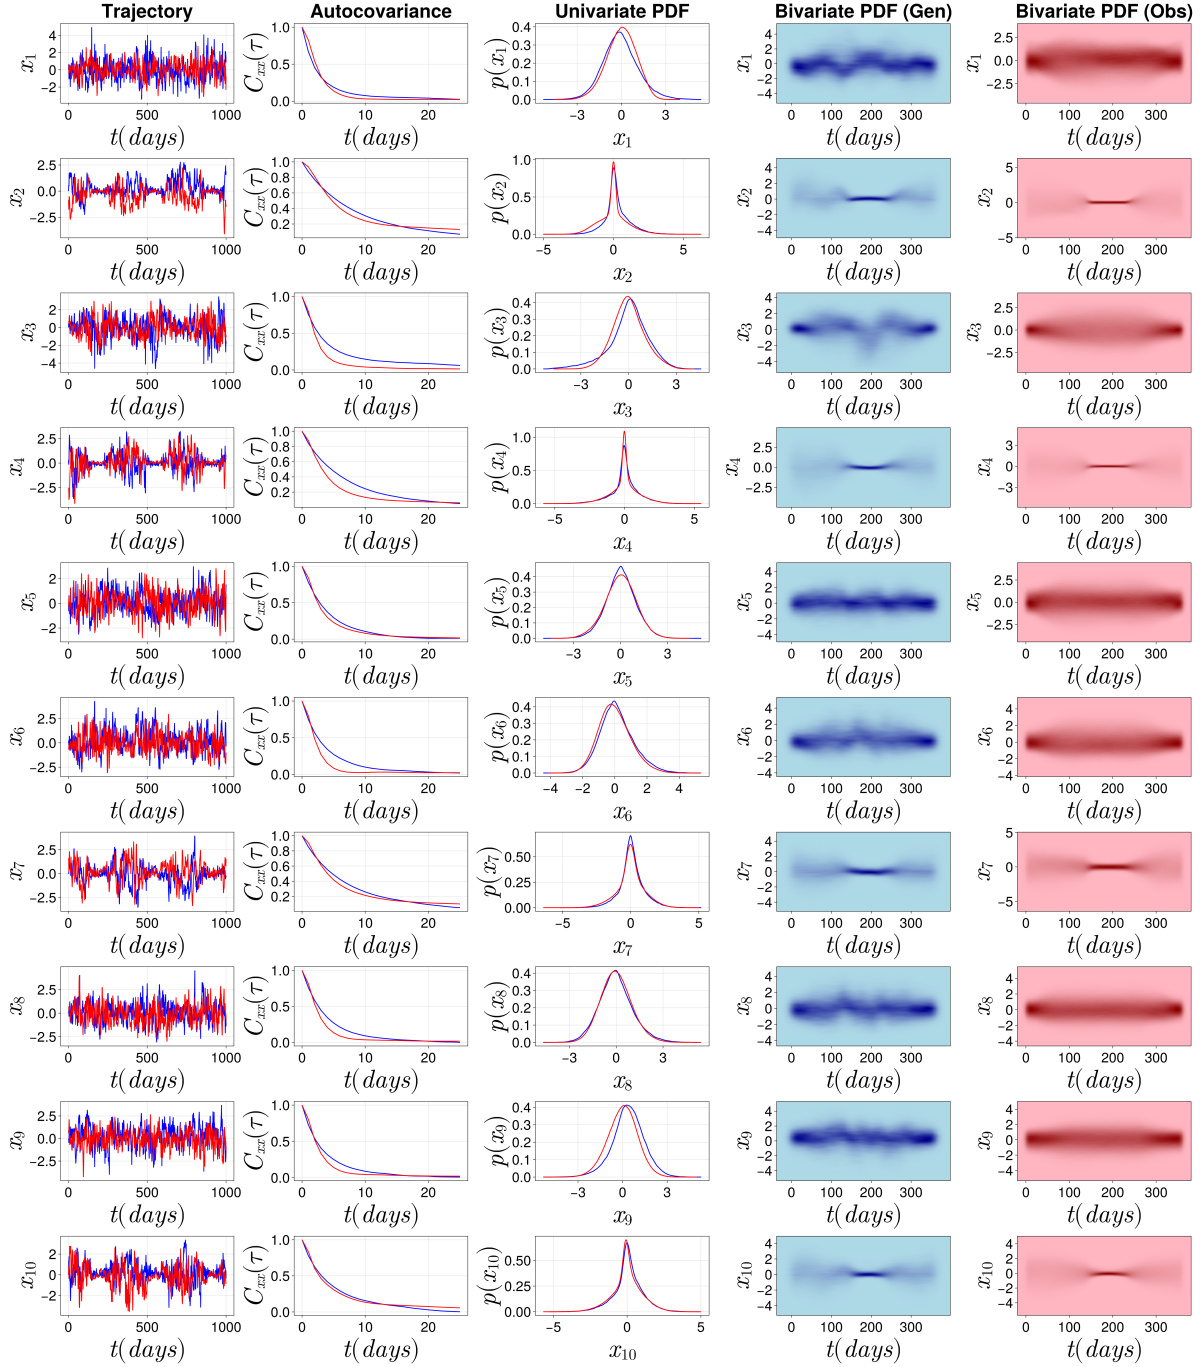 Trajectory Autocovariance Univariate PDF Bivariate PDF (Gen) Bivariate PDF (Obs)
x₁ 4 2 0 −2
C_xx(τ) 1.0 0.5 0.0
p(x₁) 0.4 0.3 0.2 0.1 0.0
x₁ 4 2 0 −2 −4
x₁ 2.5 0.0 −2.5
0 500 1000 0 10 20 −3 0 3 0 100 200 300 0 100 200 300
t(days) t(days) x₁ t(days) t(days)
x₂ 2.5 0.0 −2.5
C_xx(τ) 1.0 0.8 0.6 0.4 0.2
p(x₂) 1.0 0.5 0.0
x₂ 4 2 0 −2 −4
x₂ 5 0 −5
0 500 1000 0 10 20 −5 0 5 0 100 200 300 0 100 200 300
t(days) t(days) x₂ t(days) t(days)
x₃ 2 0 −2 −4
C_xx(τ) 1.0 0.5 0.0
p(x₃) 0.4 0.3 0.2 0.1 0.0
x₃ 4 2 0 −2 −4
x₃ 2.5 0.0 −2.5
0 500 1000 0 10 20 −3 0 3 0 100 200 300 0 100 200 300
t(days) t(days) x₃ t(days) t(days)
x₄ 2.5 0.0 −2.5
C_xx(τ) 1.0 0.8 0.6 0.4 0.2
p(x₄) 1.0 0.5 0.0
x₄ 2.5 0.0 −2.5
x₄ 3 0 −3
0 500 1000 0 10 20 −5 0 5 0 100 200 300 0 100 200 300
t(days) t(days) x₄ t(days) t(days)
x₅ 2 0 −2
C_xx(τ) 1.0 0.5 0.0
p(x₅) 0.4 0.3 0.2 0.1 0.0
x₅ 4 2 0 −2 −4
x₅ 2.5 0.0 −2.5
0 500 1000 0 10 20 −3 0 3 0 100 200 300 0 100 200 300
t(days) t(days) x₅ t(days) t(days)
x₆ 2.5 0.0 −2.5
C_xx(τ) 1.0 0.5 0.0
p(x₆) 0.4 0.3 0.2 0.1 0.0
x₆ 4 2 0 −2 −4
x₆ 4 2 0 −2 −4
0 500 1000 0 10 20 −4 −2 0 2 4 0 100 200 300 0 100 200 300
t(days) t(days) x₆ t(days) t(days)
x₇ 2.5 0.0 −2.5
C_xx(τ) 1.0 0.8 0.6 0.4 0.2
p(x₇) 0.50 0.25 0.00
x₇ 4 2 0 −2 −4
x₇ 5 0 −5
0 500 1000 0 10 20 −5 0 5 0 100 200 300 0 100 200 300
t(days) t(days) x₇ t(days) t(days)
x₈ 2.5 0.0 −2.5
C_xx(τ) 1.0 0.5 0.0
p(x₈) 0.4 0.3 0.2 0.1 0.0
x₈ 4 2 0 −2 −4
x₈ 4 2 0 −2 −4
0 500 1000 0 10 20 −3 0 3 0 100 200 300 0 100 200 300
t(days) t(days) x₈ t(days) t(days)
x₉ 2.5 0.0 −2.5
C_xx(τ) 1.0 0.5 0.0
p(x₉) 0.4 0.3 0.2 0.1 0.0
x₉ 4 2 0 −2 −4
x₉ 4 2 0 −2 −4
0 500 1000 0 10 20 −3 0 3 0 100 200 300 0 100 200 300
t(days) t(days) x₉ t(days) t(days)
x₁₀ 2 0 −2
C_xx(τ) 1.0 0.5 0.0
p(x₁₀) 0.50 0.25 0.00
x₁₀ 4 2 0 −2 −4
x₁₀ 4 2 0 −2 −4
0 500 1000 0 10 20 −5 0 5 0 100 200 300 0 100 200 300
t(days) t(days) x₁₀ t(days) t(days)